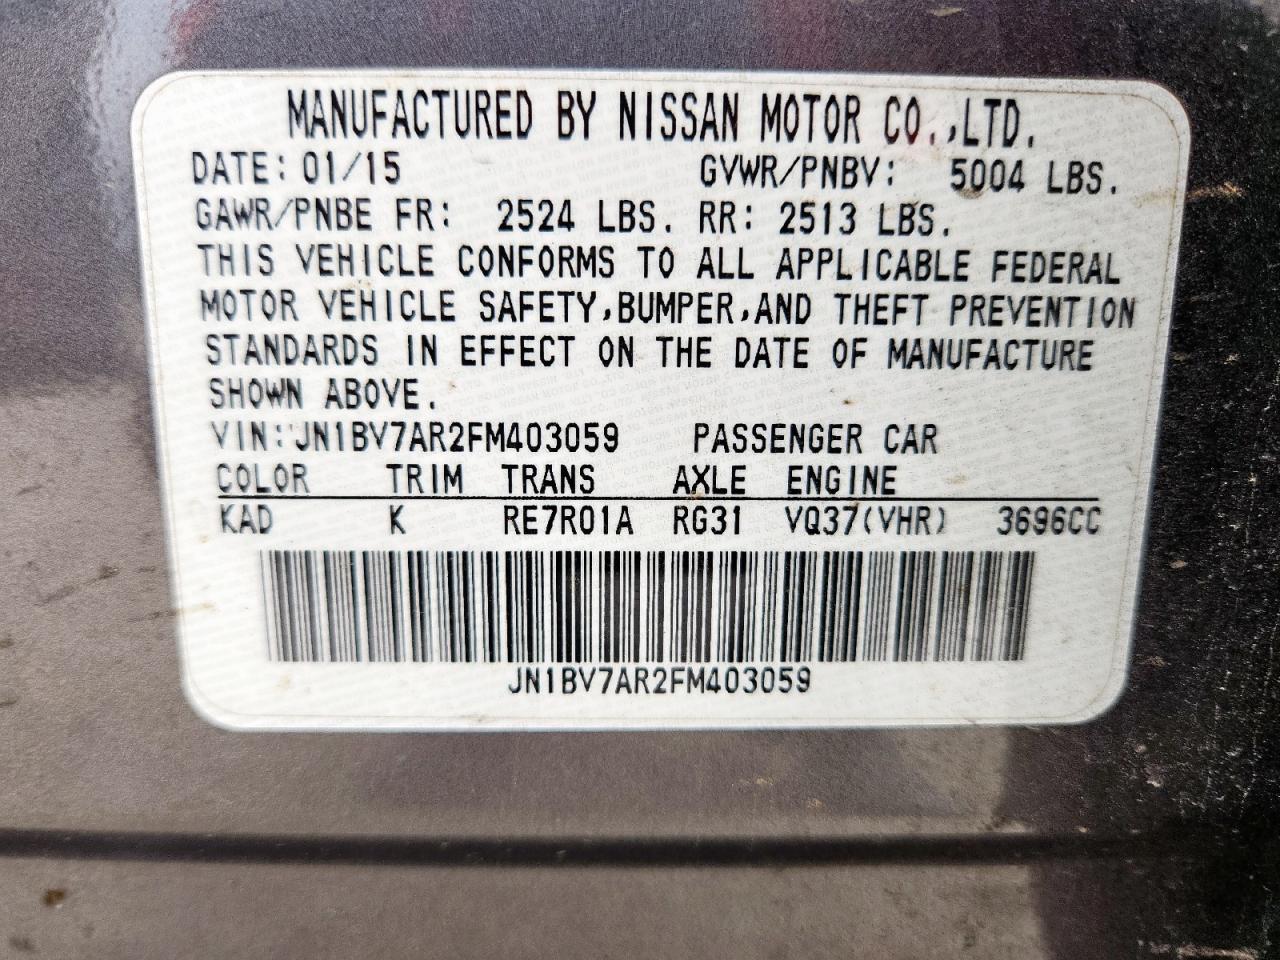 MANUFACTURED BY NISSAN MOTOR CO.,LTD.
DATE: 01/15 GVWR/PNBV: 5004 LBS.
GAWR/PNBE FR: 2524 LBS. RR: 2513 LBS.
THIS VEHICLE CONFORMS TO ALL APPLICABLE FEDERAL
MOTOR VEHICLE SAFETY,BUMPER,AND THEFT PREVENTION
STANDARDS IN EFFECT ON THE DATE OF MANUFACTURE
SHOWN ABOVE.
VIN:JN1BV7AR2FM403059 PASSENGER CAR
COLOR TRIM TRANS AXLE ENGINE
KAD K RE7R01A RG31 VQ37(VHR) 3696CC
JN1BV7AR2FM403059